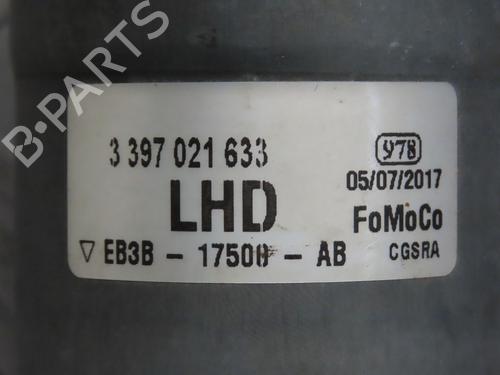 B-PARTS
3 397 021 633
978
05/07/2017
LHD
FoMoCo
EB3B - 17500 - AB
CGSRA